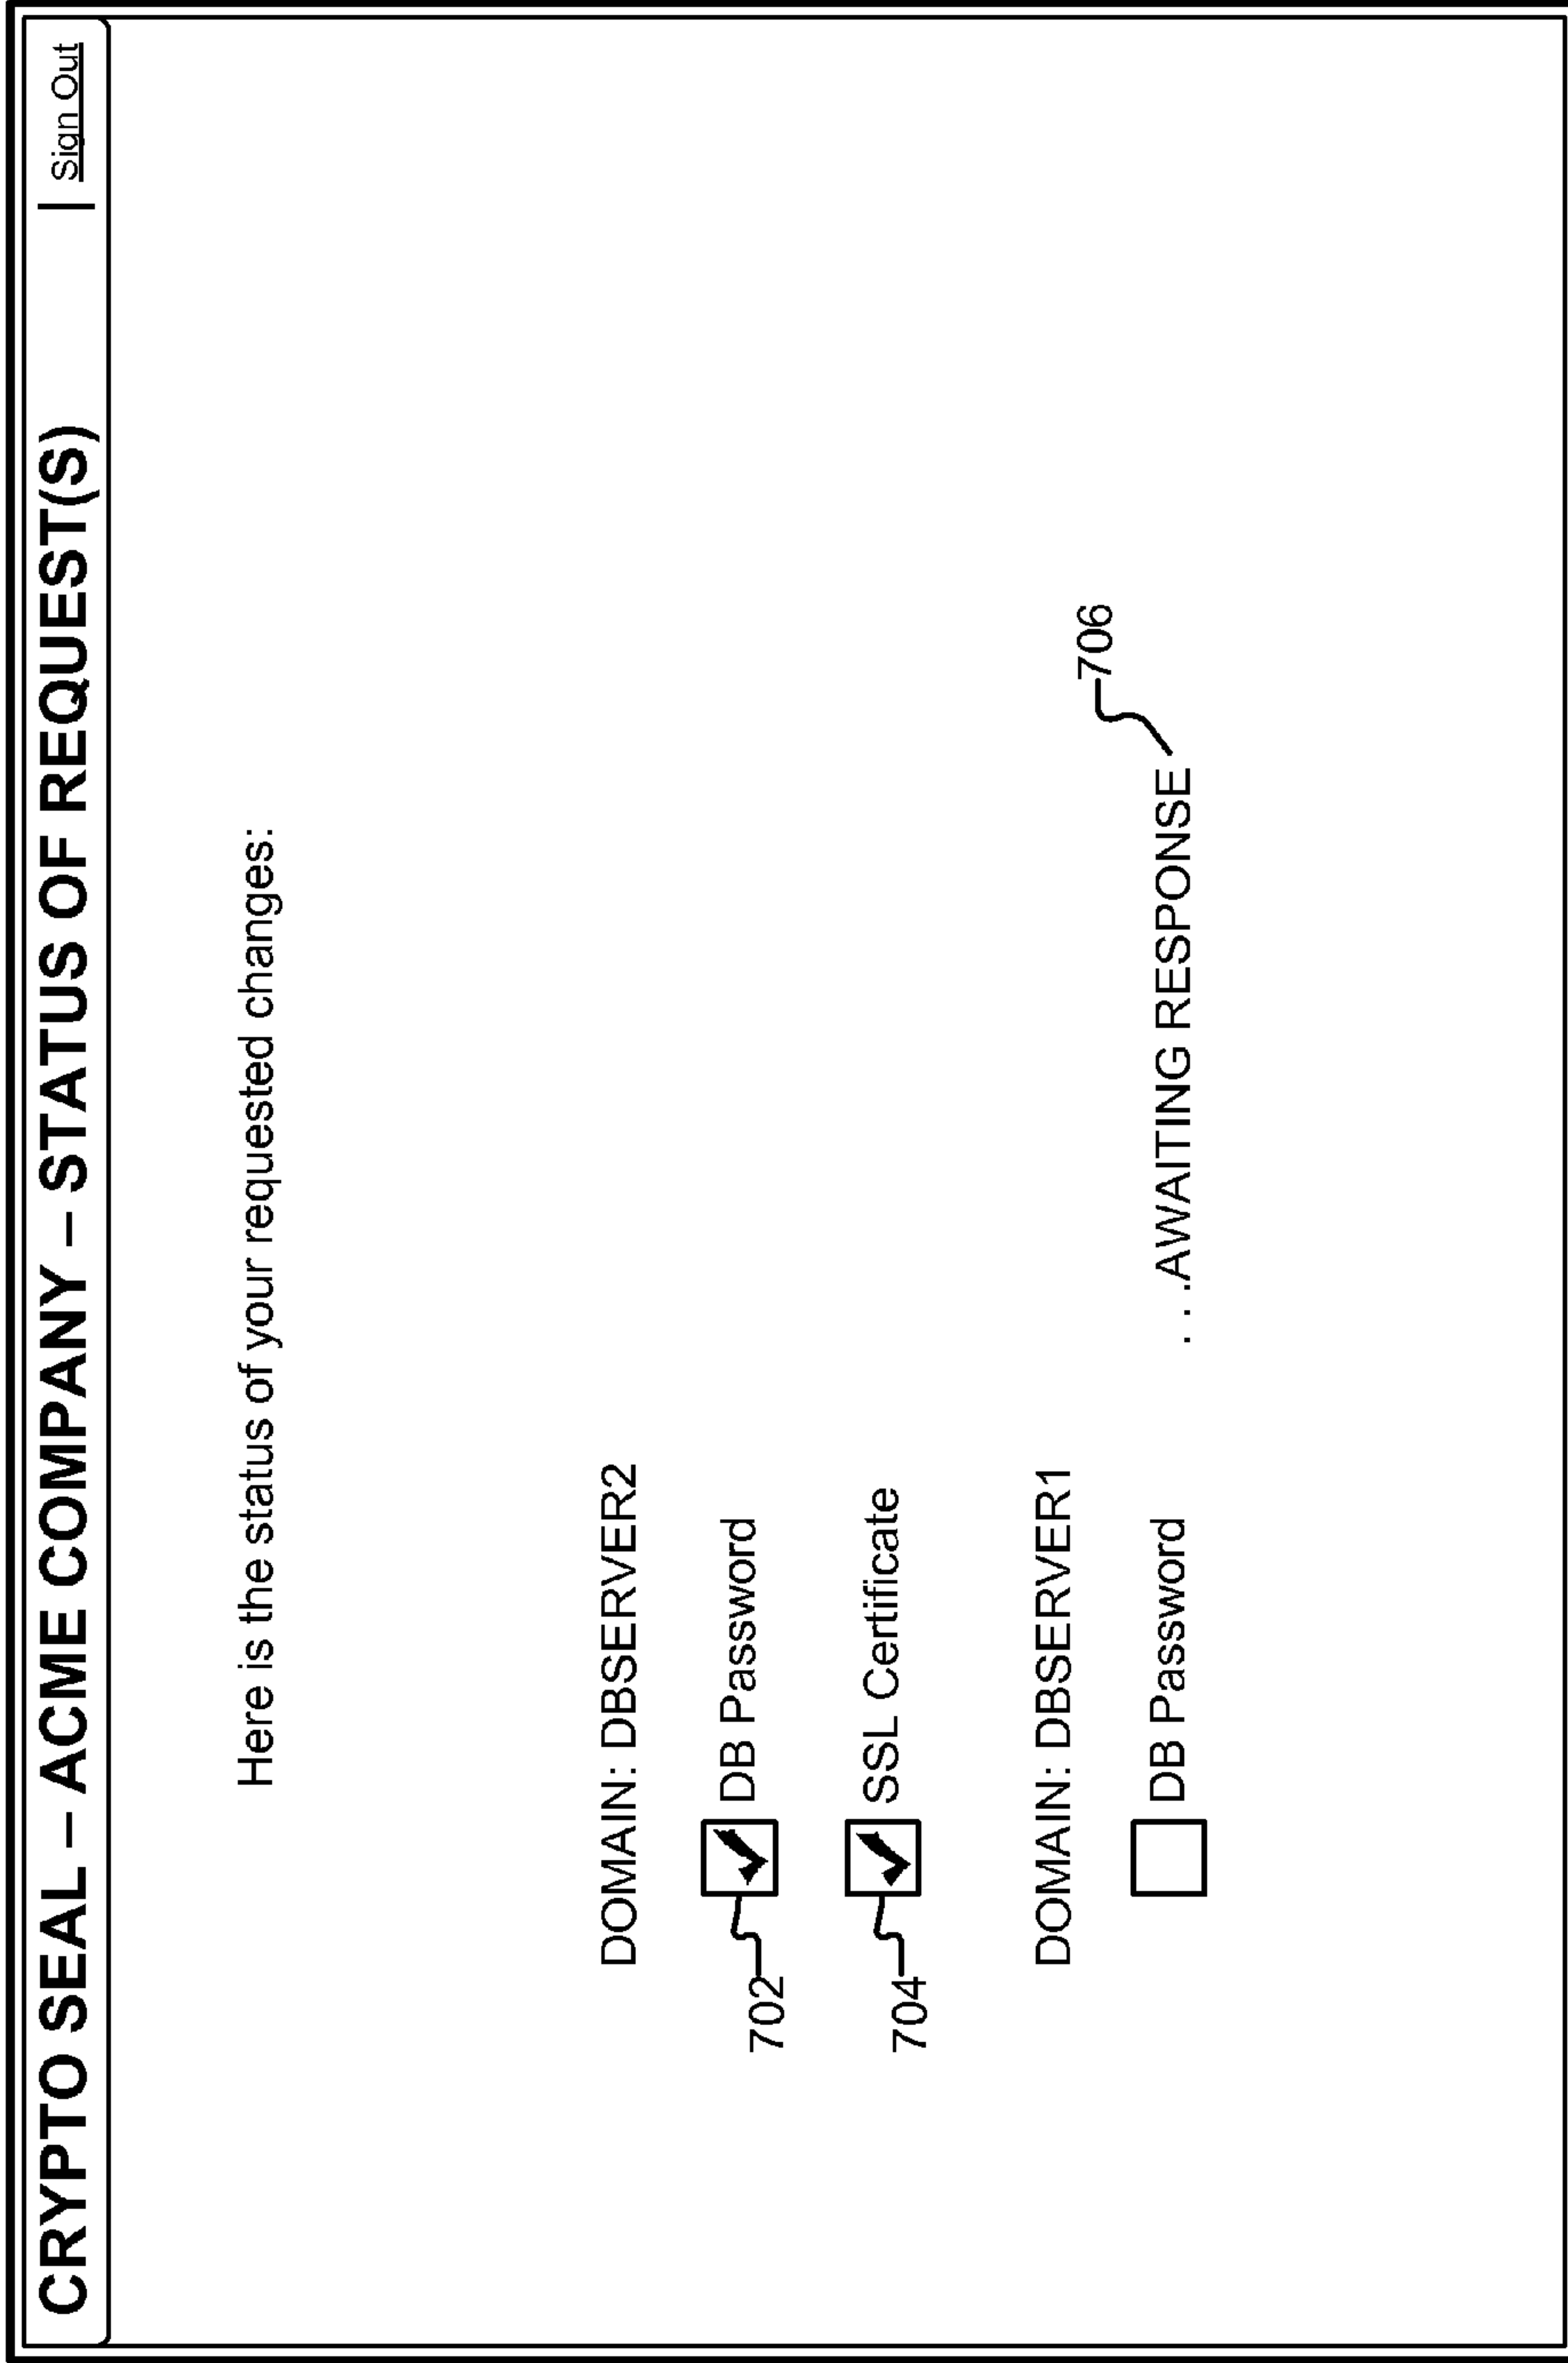 CRYPTO SEAL – ACME COMPANY – STATUS OF REQUEST(S) | Sign Out
Here is the status of your requested changes:
DOMAIN: DBSERVER2
702 DB Password
704 SSL Certificate
DOMAIN: DBSERVER1
706
DB Password . . .AWAITING RESPONSE